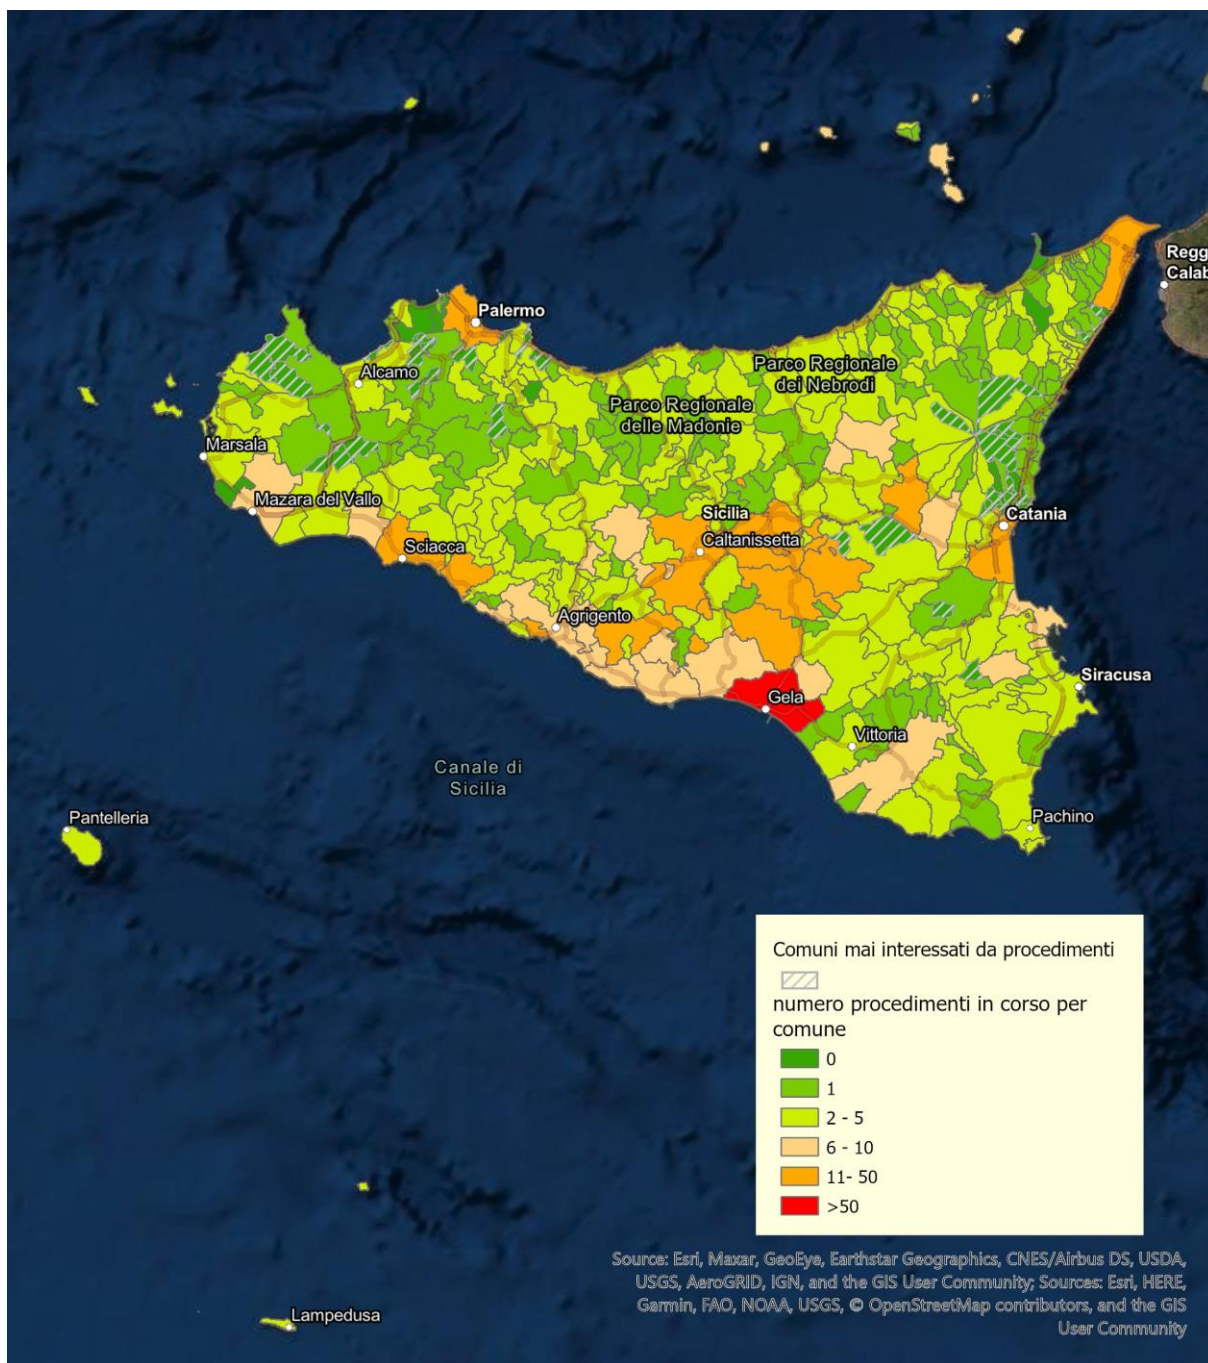 Regg
Calab
Palermo
Parco Regionale
dei Nebrodi
Alcamo
Parco Regionale
delle Madonie
Marsala
Mazara del Vallo
Sicilia
Catania
Sciacca
Caltanissetta
Agrigento
Siracusa
Gela
Vittoria
Canale di
Sicilia
Pantelleria
Pachino
Comuni mai interessati da procedimenti
numero procedimenti in corso per
comune
0
1
2 - 5
6 - 10
11- 50
>50
Source: Esri, Maxar, GeoEye, Earthstar Geographics, CNES/Airbus DS, USDA,
USGS, AeroGRID, IGN, and the GIS User Community; Sources: Esri, HERE,
Garmin, FAO, NOAA, USGS, © OpenStreetMap contributors, and the GIS
User Community
Lampedusa